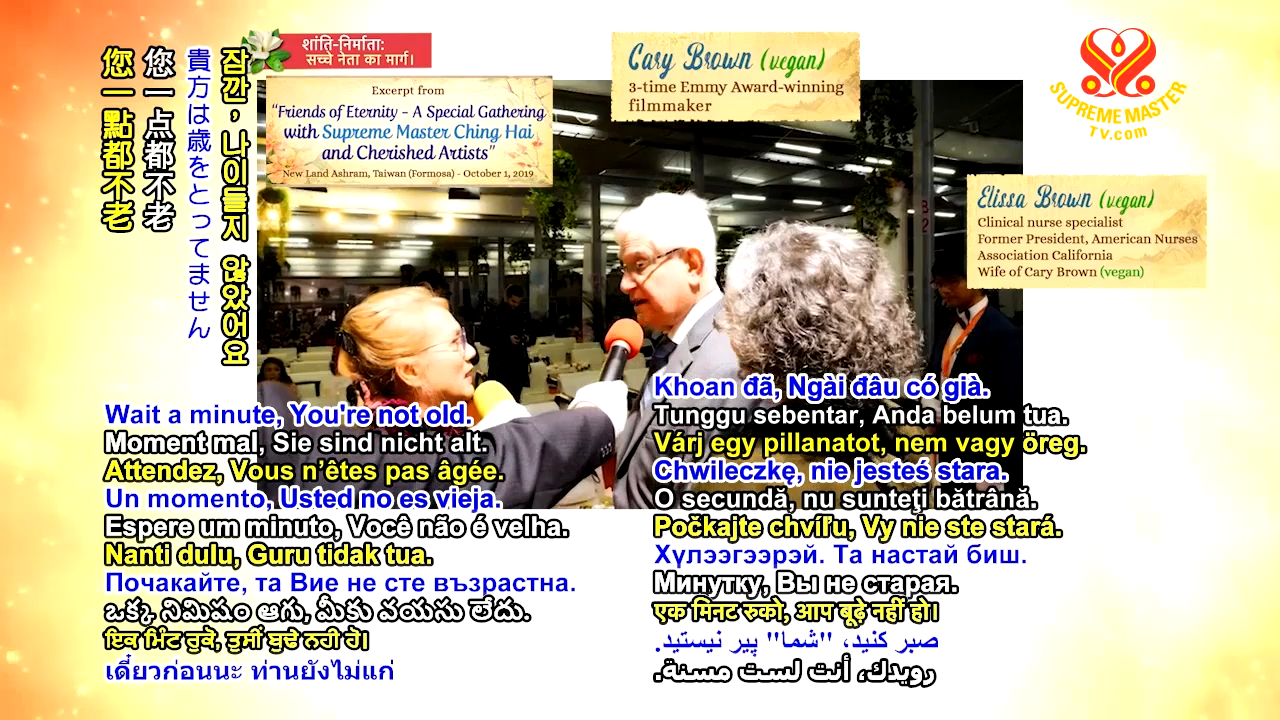 잠깐, 나이들지 않았어요
貴方は歳をとってません
您一点都不老
您一點都不老
शांति-निर्माता:
सच्चे नेता का मार्ग।
Excerpt from
"Friends of Eternity – A Special Gathering
with Supreme Master Ching Hai
and Cherished Artists"
New Land Ashram, Taiwan (Formosa) - October 1, 2019
Cary Brown (vegan)
3-time Emmy Award-winning
filmmaker
SUPREME MASTER
TV.com
Elissa Brown (vegan)
Clinical nurse specialist
Former President, American Nurses
Association California
Wife of Cary Brown (vegan)
Wait a minute, You're not old.
Moment mal, Sie sind nicht alt.
Attendez, Vous n'êtes pas âgée.
Un momento, Usted no es vieja.
Espere um minuto, Você não é velha.
Nanti dulu, Guru tidak tua.
Почакайте, та Вие не сте възрастна.
ఒక్క నిమిషం ఆగు, మీకు వయసు లేదు.
ਇਕ ਮਿੰਟ ਰੁਕੋ, ਤੁਸੀਂ ਬੁਢੇ ਨਹੀ ਹੋ।
เดี๋ยวก่อนนะ ท่านยังไม่แก่
Khoan đã, Ngài đâu có già.
Tunggu sebentar, Anda belum tua.
Várj egy pillanatot, nem vagy öreg.
Chwileczkę, nie jesteś stara.
O secundă, nu sunteţi bătrână.
Počkajte chvíľu, Vy nie ste stará.
Хүлээгээрэй. Та настай биш.
Минутку, Вы не старая.
एक मिनट रुको, आप बूढ़े नहीं हो।
صبر کنید، "شما" پیر نیستید.
رويدك، أنت لست مسنة.